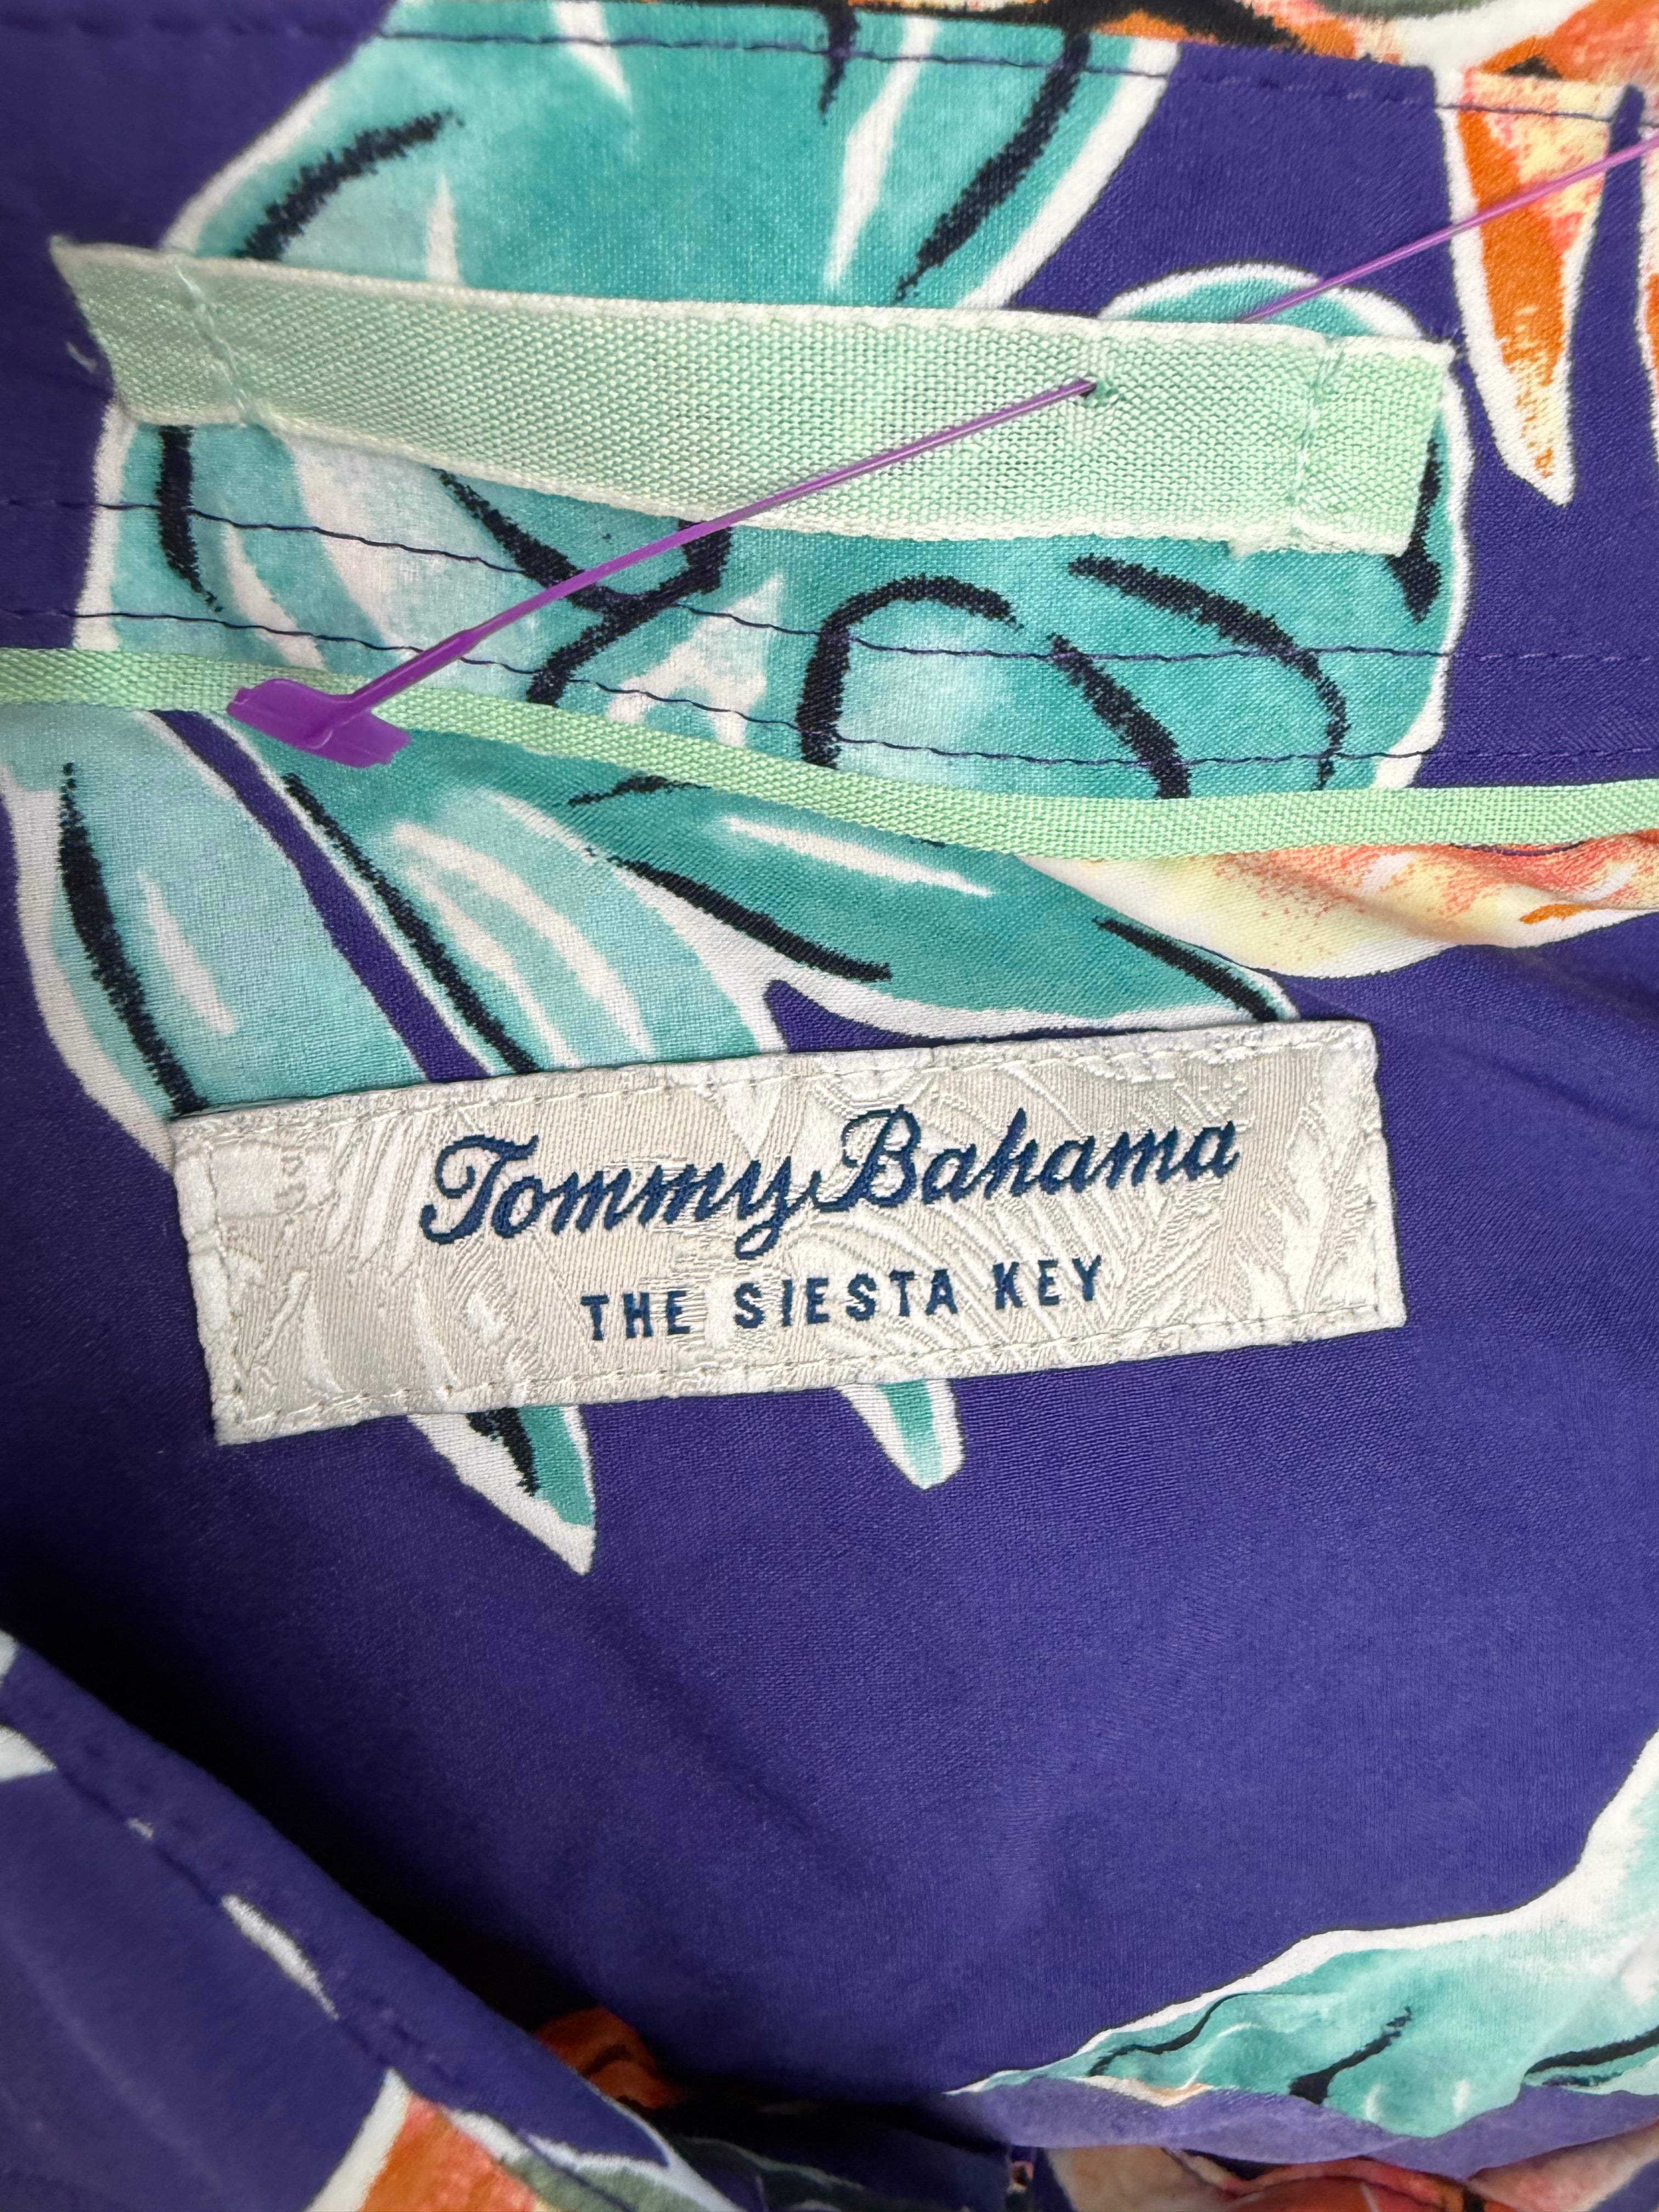 Tommy Bahama
THE SIESTA KEY